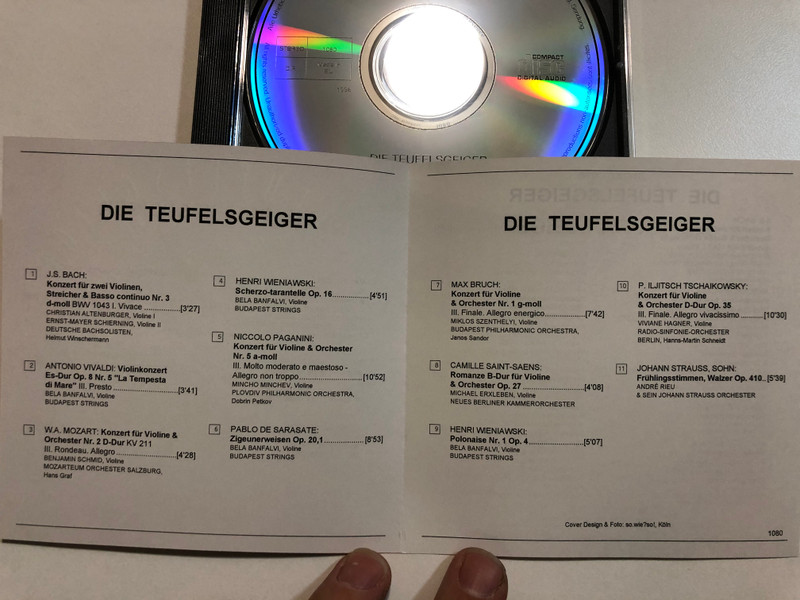 COMPACT
DIGITAL AUDIO
DIE TEUFELSGEIGER
DIE TEUFELSGEIGER
1 J.S. BACH:
Konzert für zwei Violinen,
Streicher & Basso continuo Nr. 3
d-moll BWV 1043 I. Vivace ..................[3'27]
CHRISTIAN ALTENBURGER, Violine I
ERNST-MAYER SCHIERNING, Violine II
DEUTSCHE BACHSOLISTEN,
Helmut Winschermann
2 ANTONIO VIVALDI: Violinkonzert
Es-Dur Op. 8 Nr. 5 "La Tempesta
di Mare" III. Presto ........................[3'41]
BELA BANFALVI, Violine
BUDAPEST STRINGS
3 W.A. MOZART: Konzert für Violine &
Orchester Nr. 2 D-Dur KV 211
III. Rondeau. Allegro...........................[4'28]
BENJAMIN SCHMID, Violine
MOZARTEUM ORCHESTER SALZBURG,
Hans Graf
4 HENRI WIENIAWSKI:
Scherzo-tarantelle Op. 16................[4'51]
BELA BANFALVI, Violine
BUDAPEST STRINGS
5 NICCOLO PAGANINI:
Konzert für Violine & Orchester
Nr. 5 a-moll
III. Molto moderato e maestoso -
Allegro non troppo............................[10'52]
MINCHO MINCHEV, Violine
PLOVDIV PHILHARMONIC ORCHESTRA,
Dobrin Petkov
6 PABLO DE SARASATE:
Zigeunerweisen Op. 20,1..................[8'53]
BELA BANFALVI, Violine
BUDAPEST STRINGS
DIE TEUFELSGEIGER
7 MAX BRUCH:
Konzert für Violine
& Orchester Nr. 1 g-moll
III. Finale. Allegro energico..................[7'42]
MIKLOS SZENTHELYI, Violine
BUDAPEST PHILHARMONIC ORCHESTRA,
Janos Sandor
8 CAMILLE SAINT-SAENS:
Romanze B-Dur für Violine
& Orchester Op. 27 ..........................[4'08]
MICHAEL ERXLEBEN, Violine
NEUES BERLINER KAMMERORCHESTER
9 HENRI WIENIAWSKI:
Polonaise Nr. 1 Op. 4........................[5'07]
BELA BANFALVI, Violine
BUDAPEST STRINGS
10 P. ILJITSCH TSCHAIKOWSKY:
Konzert für Violine
& Orchester D-Dur Op. 35
III. Finale. Allegro vivacissimo ..........[10'30]
VIVIANE HAGNER, Violine
RADIO-SINFONIE-ORCHESTER
BERLIN, Hanns-Martin Schneidt
11 JOHANN STRAUSS, SOHN:
Frühlingsstimmen, Walzer Op. 410..[5'39]
ANDRÉ RIEU
& SEIN JOHANN STRAUSS ORCHESTER
Cover Design & Foto: so.wie?so!, Köln
1080